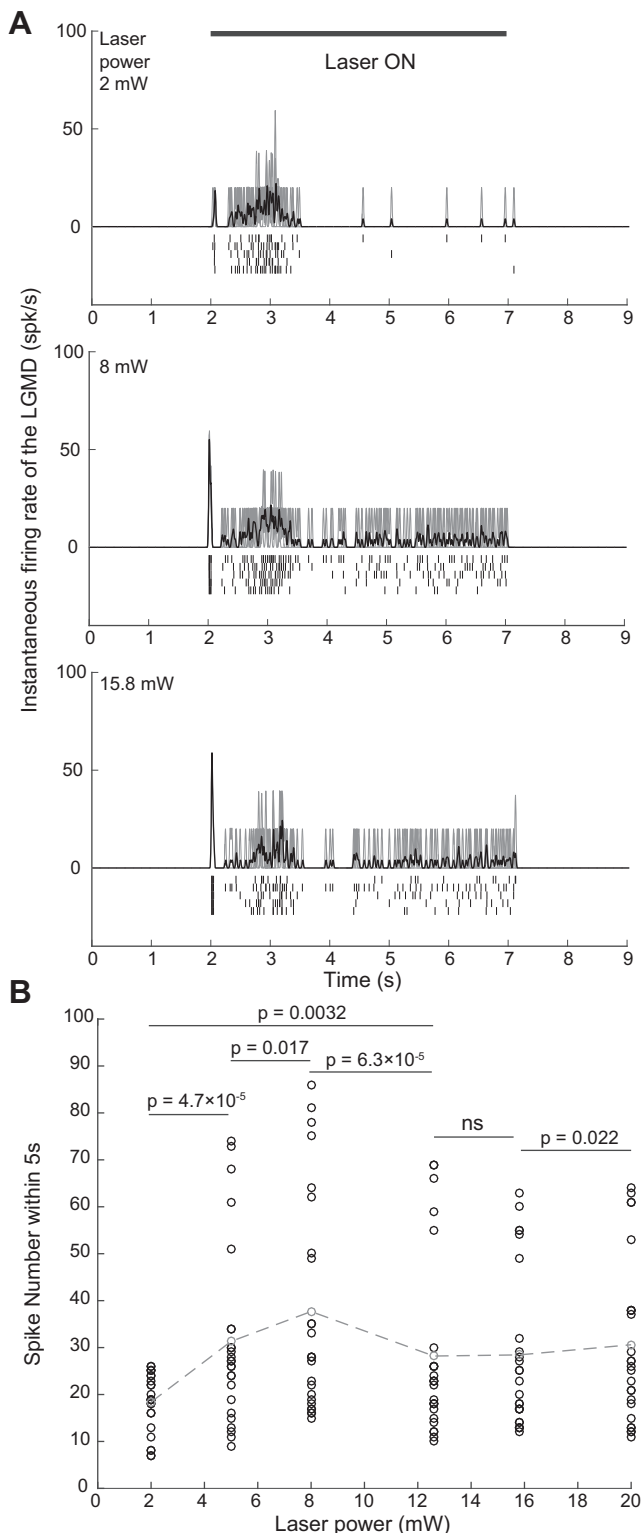 A
100
Laser
power
2 mW
Laser ON
50
0
0 1 2 3 4 5 6 7 8 9
100
8 mW
50
0
0 1 2 3 4 5 6 7 8 9
100
15.8 mW
50
0
0 1 2 3 4 5 6 7 8 9
Time (s)
Instantaneous firing rate of the LGMD (spk/s)
B
100
90
80
70
60
50
40
30
20
10
0
p = 0.0032
p = 0.017
p = 6.3×10⁻⁵
p = 4.7×10⁻⁵
ns
p = 0.022
Spike Number within 5s
0 2 4 6 8 10 12 14 16 18 20
Laser power (mW)